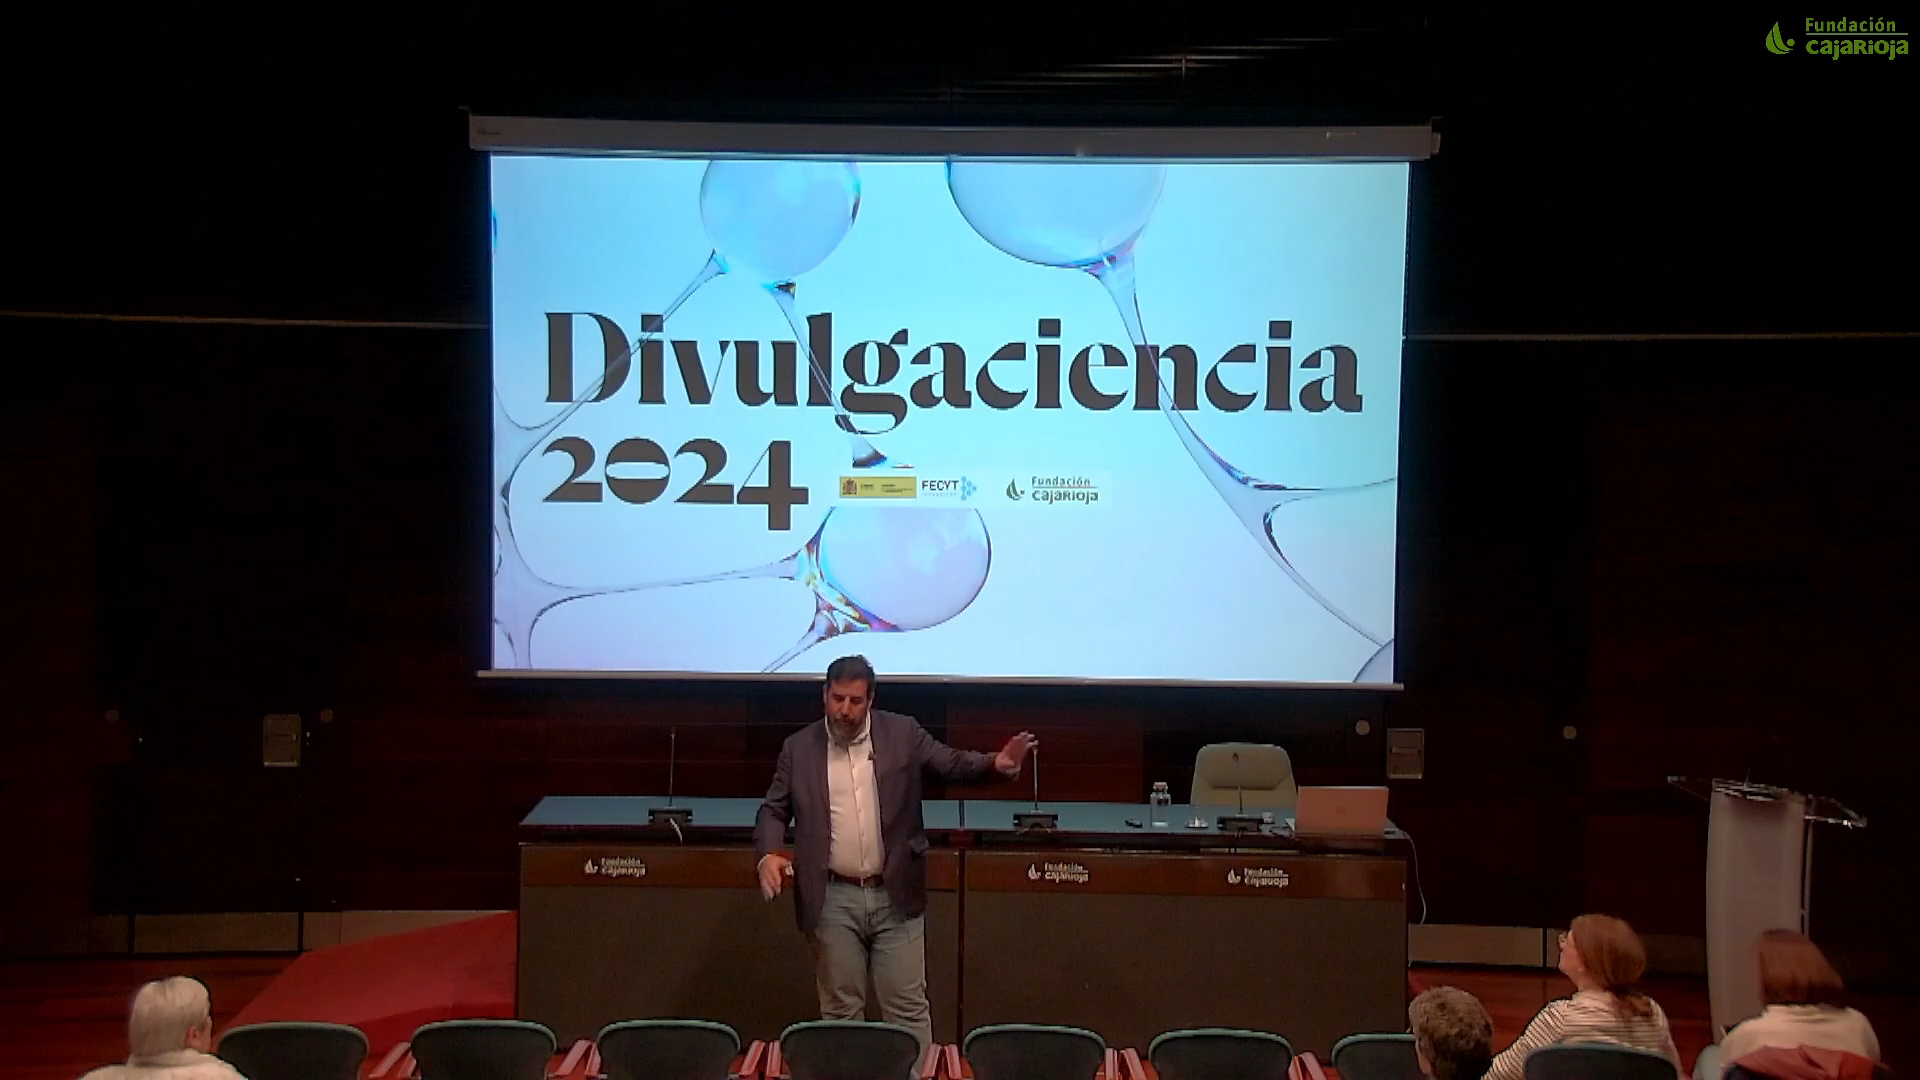 Fundación
CAJARIOJA
Divulgaciencia
2024
FECYT
Fundación
CAJARIOJA
Fundación
CAJARIOJA
Fundación
CAJARIOJA
Fundación
CAJARIOJA